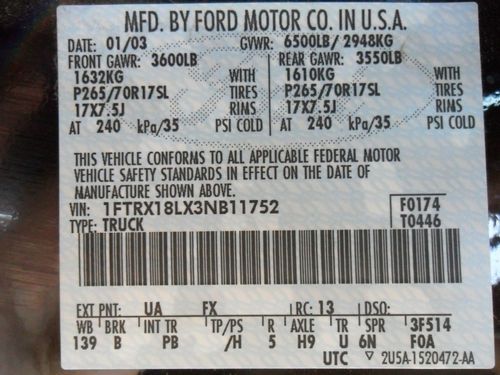 MFD. BY FORD MOTOR CO. IN U.S.A.
DATE: 01/03 GVWR: 6500LB/ 2948KG
FRONT GAWR: 3600LB REAR GAWR: 3550LB
1632KG WITH 1610KG WITH
P265/70R17SL TIRES P265/70R17SL TIRES
17X7.5J RIMS 17X7.5J RIMS
AT 240 kPa/35 PSI COLD AT 240 kPa/35 PSI COLD
THIS VEHICLE CONFORMS TO ALL APPLICABLE FEDERAL MOTOR
VEHICLE SAFETY STANDARDS IN EFFECT ON THE DATE OF
MANUFACTURE SHOWN ABOVE.
VIN: 1FTRX18LX3NB11752 F0174
TYPE: TRUCK T0446
EXT PNT: UA FX RC: 13 DSO:
WB BRK INT TR TP/PS R AXLE TR SPR 3F514
139 B PB /H 5 H9 U 6N F0A
UTC 2U5A-1520472-AA